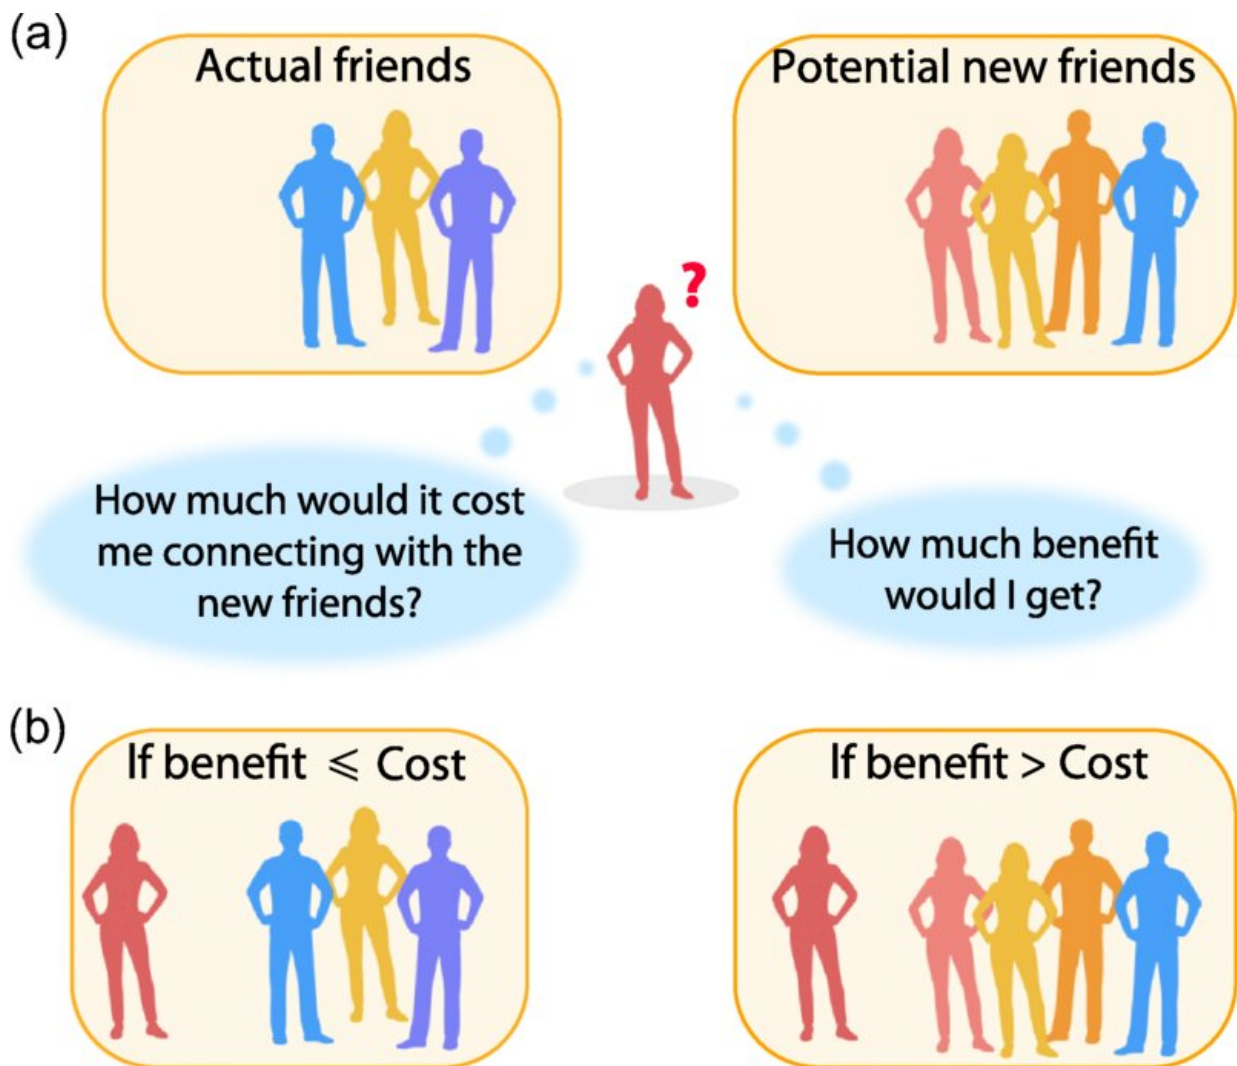 (a)
Actual friends
Potential new friends
?
How much would it cost
me connecting with the
new friends?
How much benefit
would I get?
(b)
If benefit ⩽ Cost
If benefit > Cost